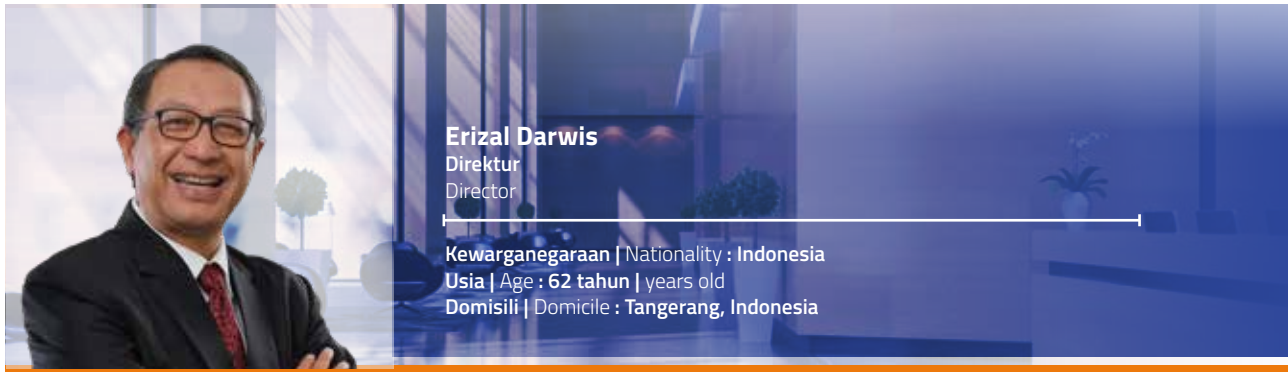 Erizal Darwis
Direktur
Director
Kewarganegaraan | Nationality : Indonesia
Usia | Age : 62 tahun | years old
Domisili | Domicile : Tangerang, Indonesia